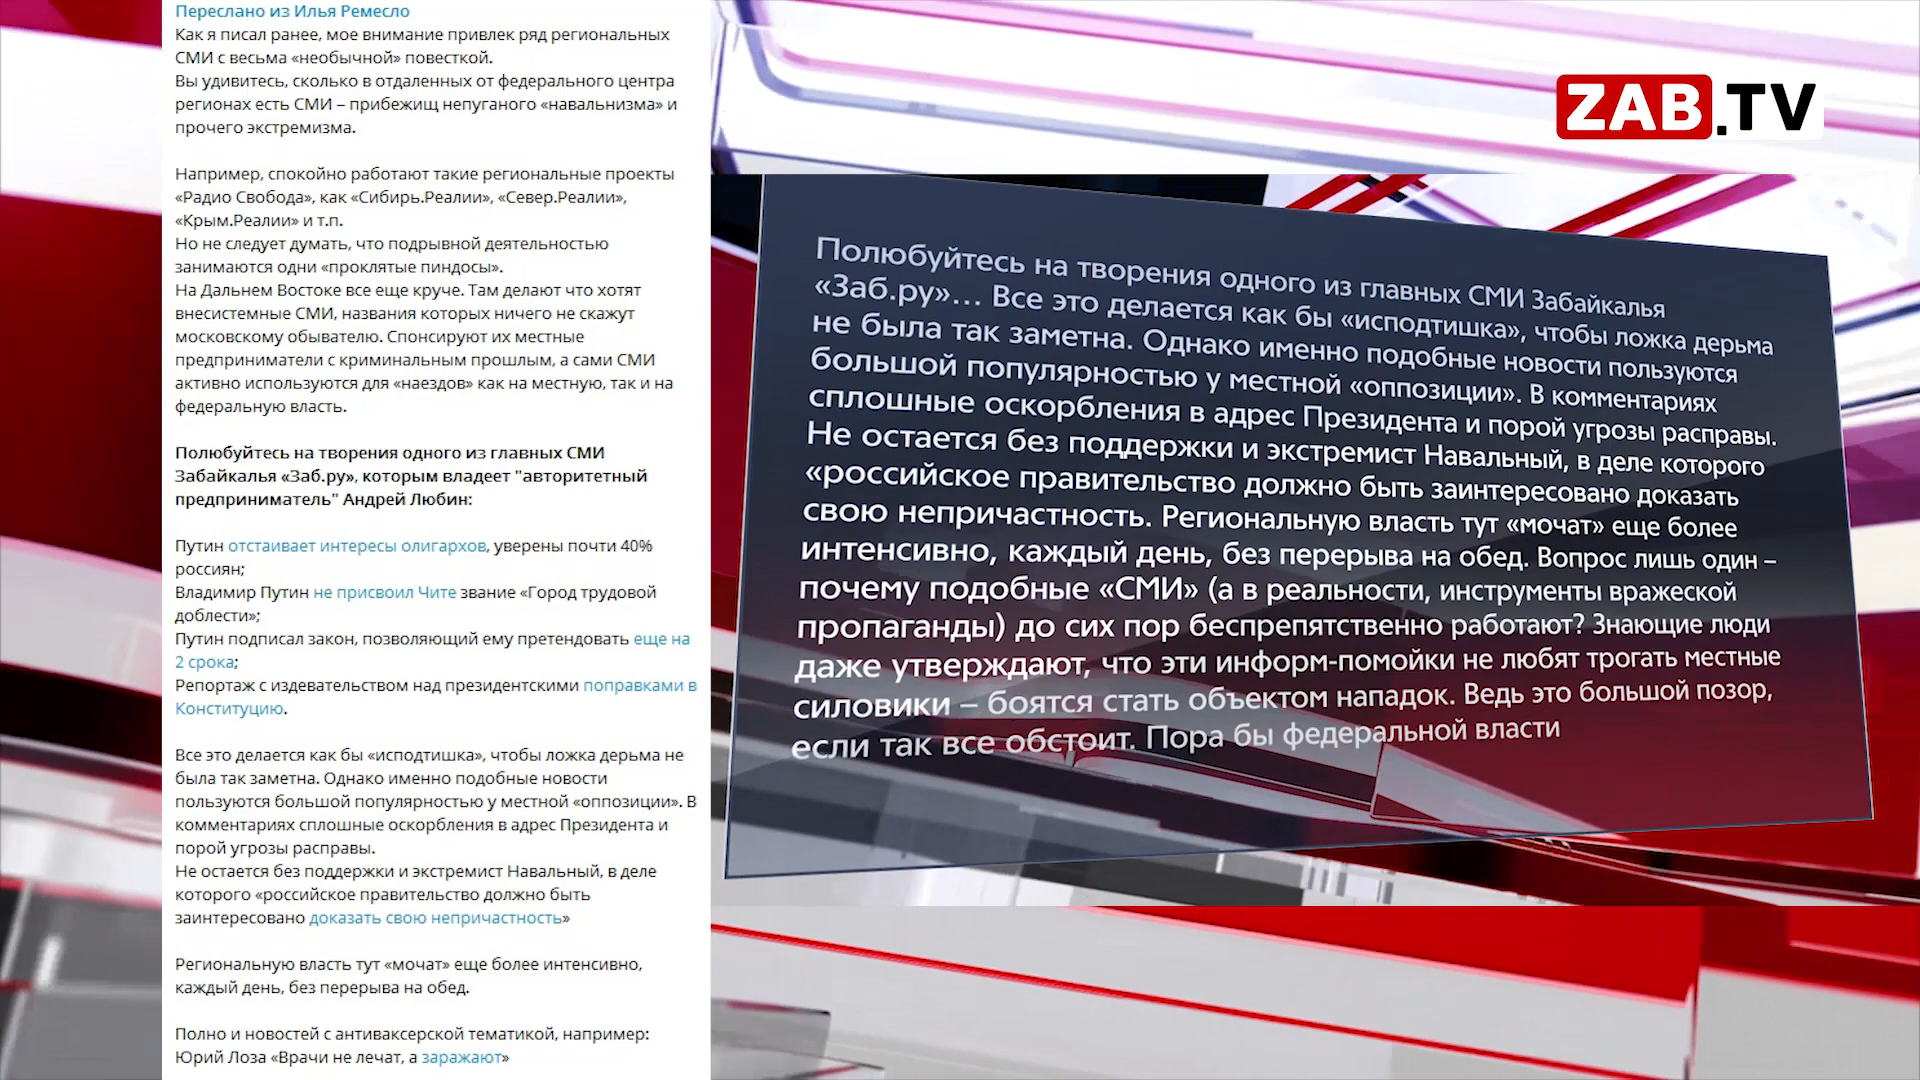 Переслано из Илья Ремесло
Как я писал ранее, мое внимание привлек ряд региональных
СМИ с весьма «необычной» повесткой.
Вы удивитесь, сколько в отдаленных от федерального центра
регионах есть СМИ – прибежищ непуганого «навальнизма» и
прочего экстремизма.
Например, спокойно работают такие региональные проекты
«Радио Свобода», как «Сибирь.Реалии», «Север.Реалии»,
«Крым.Реалии» и т.п.
Но не следует думать, что подрывной деятельностью
занимаются одни «проклятые пиндосы».
На Дальнем Востоке все еще круче. Там делают что хотят
внесистемные СМИ, названия которых ничего не скажут
московскому обывателю. Спонсируют их местные
предприниматели с криминальным прошлым, а сами СМИ
активно используются для «наездов» как на местную, так и на
федеральную власть.
Полюбуйтесь на творения одного из главных СМИ
Забайкалья «Заб.ру», которым владеет "авторитетный
предприниматель" Андрей Любин:
Путин отстаивает интересы олигархов, уверены почти 40%
россиян;
Владимир Путин не присвоил Чите звание «Город трудовой
доблести»;
Путин подписал закон, позволяющий ему претендовать еще на
2 срока;
Репортаж с издевательством над президентскими поправками в
Конституцию.
Все это делается как бы «исподтишка», чтобы ложка дерьма не
была так заметна. Однако именно подобные новости
пользуются большой популярностью у местной «оппозиции». В
комментариях сплошные оскорбления в адрес Президента и
порой угрозы расправы.
Не остается без поддержки и экстремист Навальный, в деле
которого «российское правительство должно быть
заинтересовано доказать свою непричастность»
Региональную власть тут «мочат» еще более интенсивно,
каждый день, без перерыва на обед.
Полно и новостей с антиваксерской тематикой, например:
Юрий Лоза «Врачи не лечат, а заражают»
ZAB.TV
Полюбуйтесь на творения одного из главных СМИ Забайкалья
«Заб.ру»... Все это делается как бы «исподтишка», чтобы ложка дерьма
не была так заметна. Однако именно подобные новости пользуются
большой популярностью у местной «оппозиции». В комментариях
сплошные оскорбления в адрес Президента и порой угрозы расправы.
Не остается без поддержки и экстремист Навальный, в деле которого
«российское правительство должно быть заинтересовано доказать
свою непричастность. Региональную власть тут «мочат» еще более
интенсивно, каждый день, без перерыва на обед. Вопрос лишь один –
почему подобные «СМИ» (а в реальности, инструменты вражеской
пропаганды) до сих пор беспрепятственно работают? Знающие люди
даже утверждают, что эти информ-помойки не любят трогать местные
силовики – боятся стать объектом нападок. Ведь это большой позор,
если так все обстоит. Пора бы федеральной власти